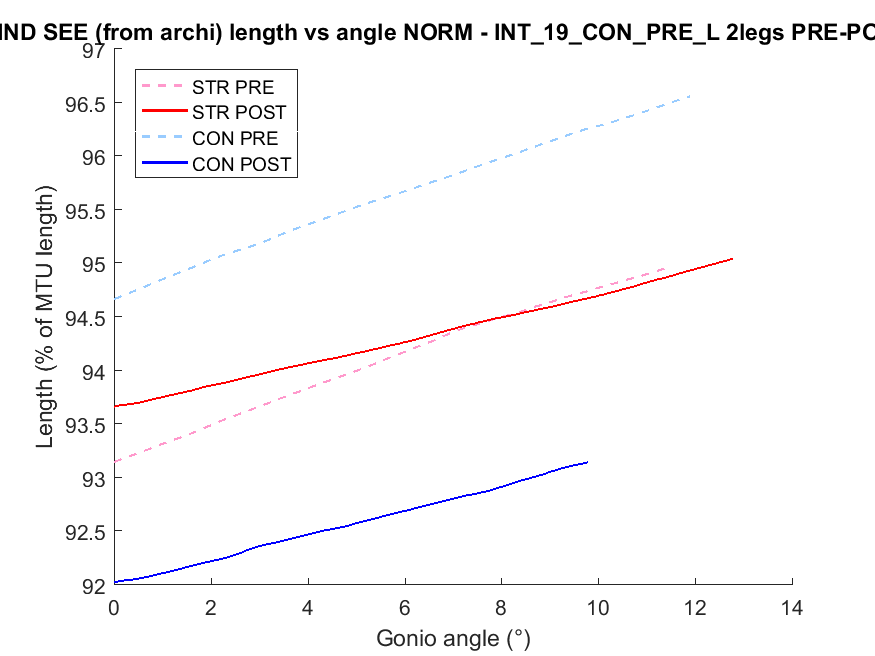 IND SEE (from archi) length vs angle NORM - INT_19_CON_PRE_L 2legs PRE-PO
97
96.5
96
95.5
95
94.5
94
93.5
93
92.5
92
Length (% of MTU length)
STR PRE
STR POST
CON PRE
CON POST
0 2 4 6 8 10 12 14
Gonio angle (°)